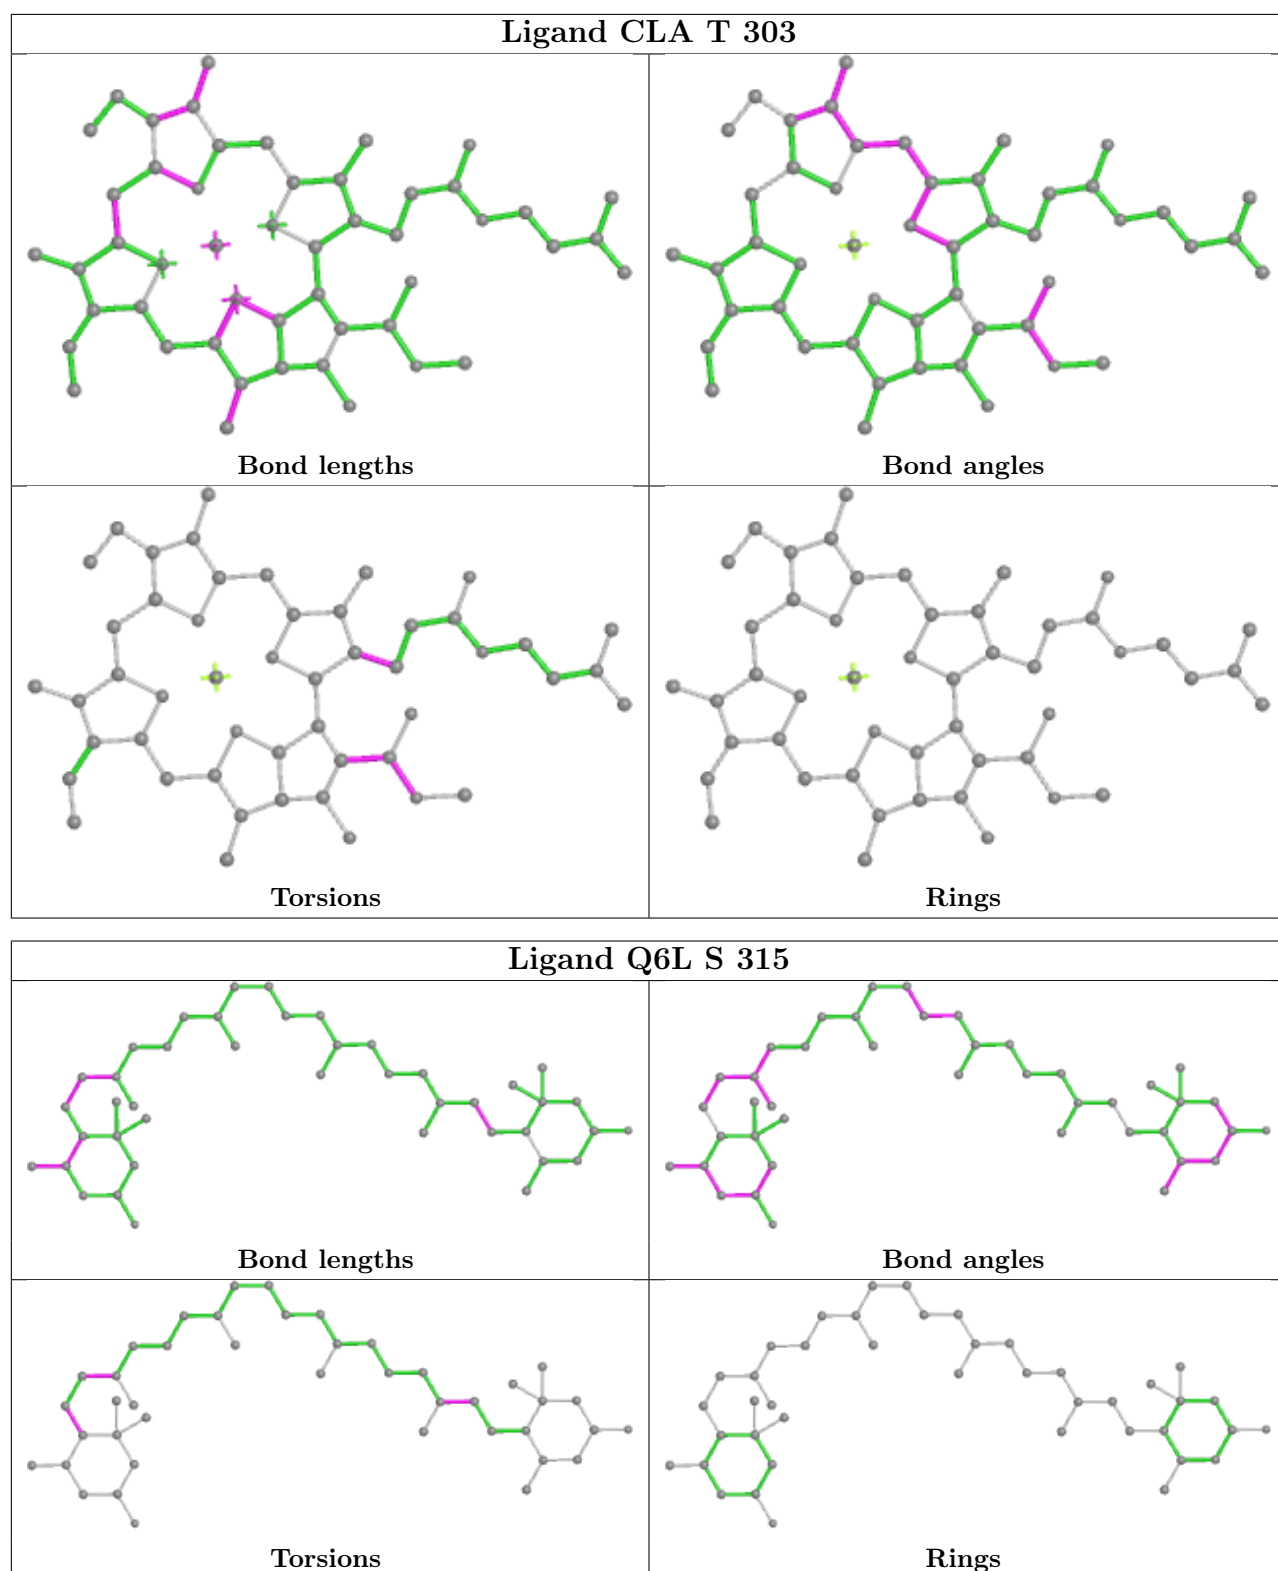 Ligand CLA T 303
Bond lengths
Bond angles
Torsions
Rings
Ligand Q6L S 315
Bond lengths
Bond angles
Torsions
Rings